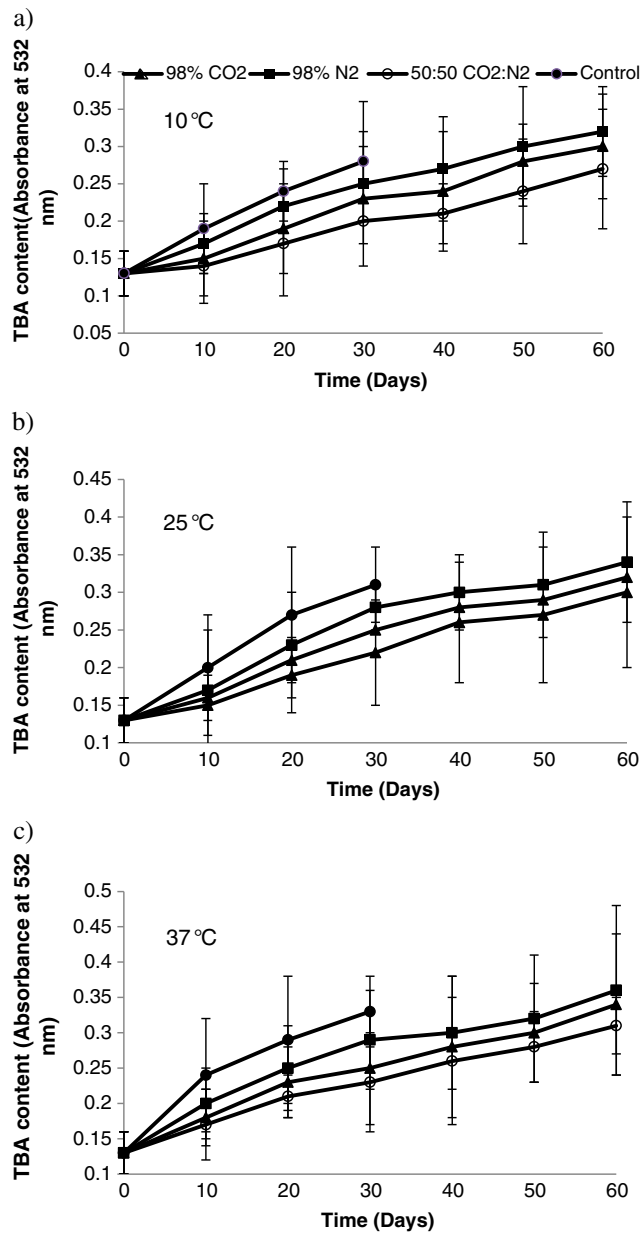 a)
TBA content(Absorbance at 532 nm)
0.4
0.35
0.3
0.25
0.2
0.15
0.1
0.05
98% CO2 98% N2 50:50 CO2:N2 Control
10 °C
0 10 20 30 40 50 60
Time (Days)
b)
TBA content (Absorbance at 532 nm)
0.45
0.4
0.35
0.3
0.25
0.2
0.15
0.1
25 °C
0 10 20 30 40 50 60
Time (Days)
c)
TBA content (Absorbance at 532 nm)
0.5
0.45
0.4
0.35
0.3
0.25
0.2
0.15
0.1
37 °C
0 10 20 30 40 50 60
Time (Days)